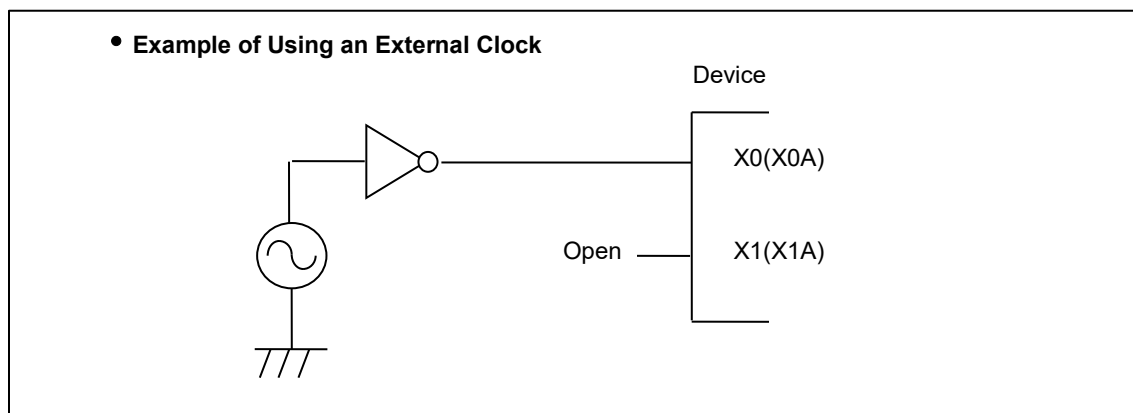 • Example of Using an External Clock
Device
X0(X0A)
Open
X1(X1A)